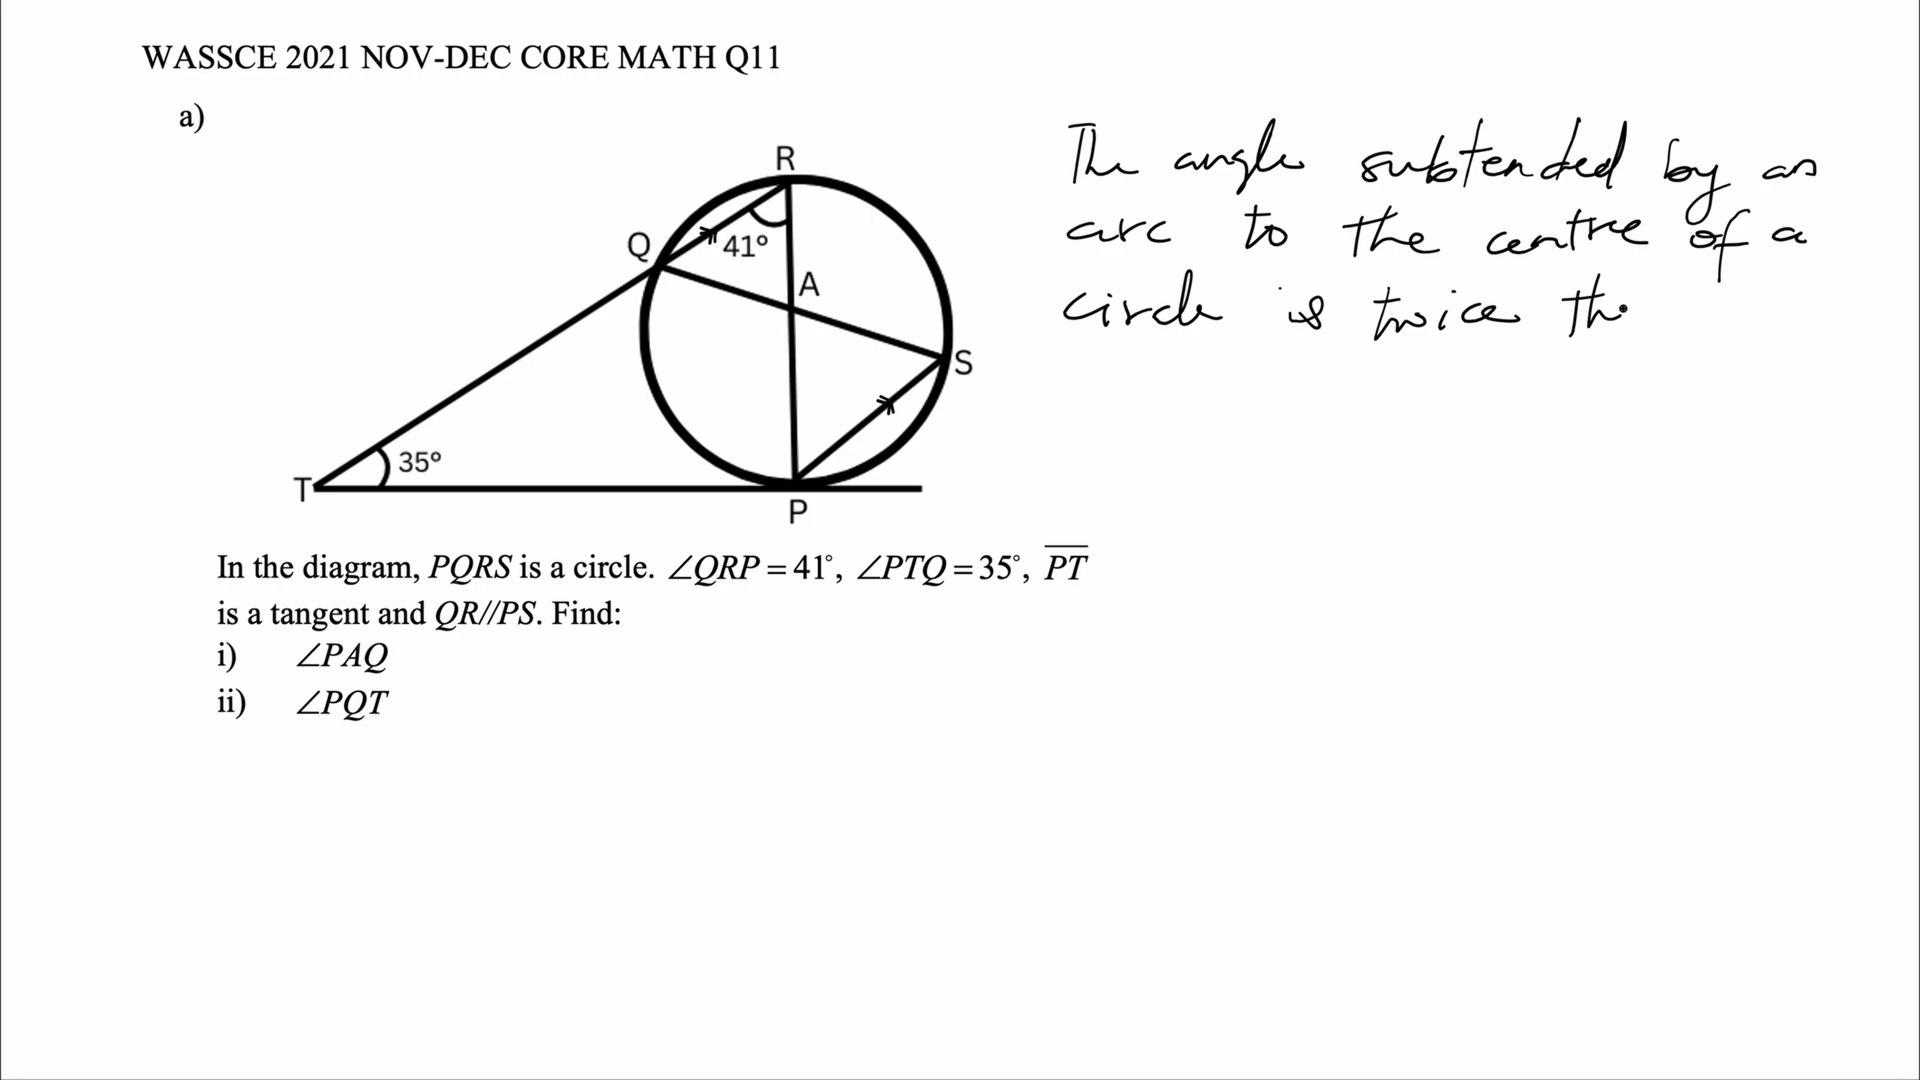 WASSCE 2021 NOV-DEC CORE MATH Q11
a)
R
Q
41°
A
S
35°
T
P
The angle subtended by an
arc to the centre of a
circle is twice the
In the diagram, PQRS is a circle. ∠QRP = 41°, ∠PTQ = 35°, P̅T̅
is a tangent and QR//PS. Find:
i) ∠PAQ
ii) ∠PQT